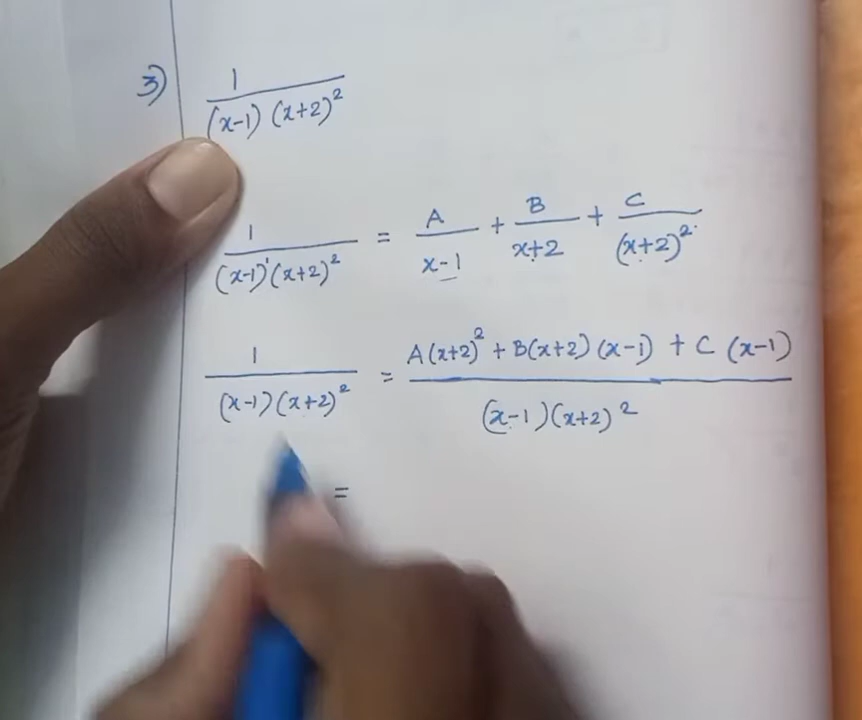 3) 1/((x-1)(x+2)²)
1/((x-1)'(x+2)²) = A/(x-1) + B/(x+2) + C/((x+2)²)
1/((x-1)(x+2)²) = (A(x+2)² + B(x+2)(x-1) + C(x-1))/((x-1)(x+2)²)
=